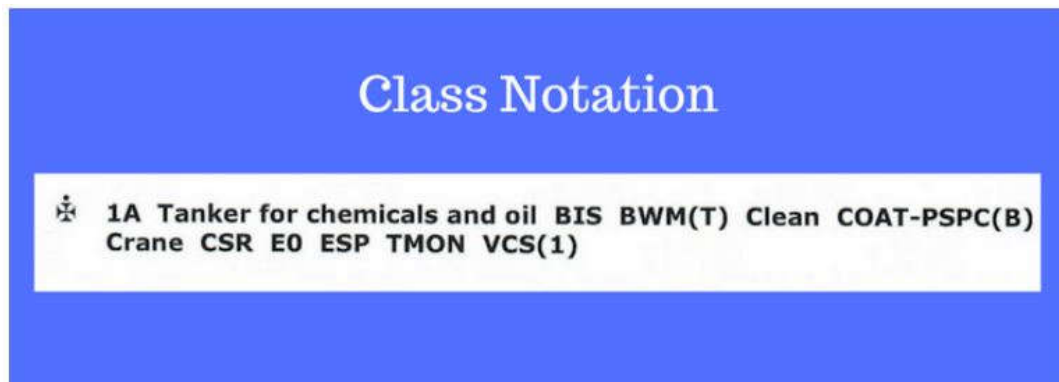 Class Notation
✠ 1A Tanker for chemicals and oil BIS BWM(T) Clean COAT-PSPC(B)
Crane CSR E0 ESP TMON VCS(1)